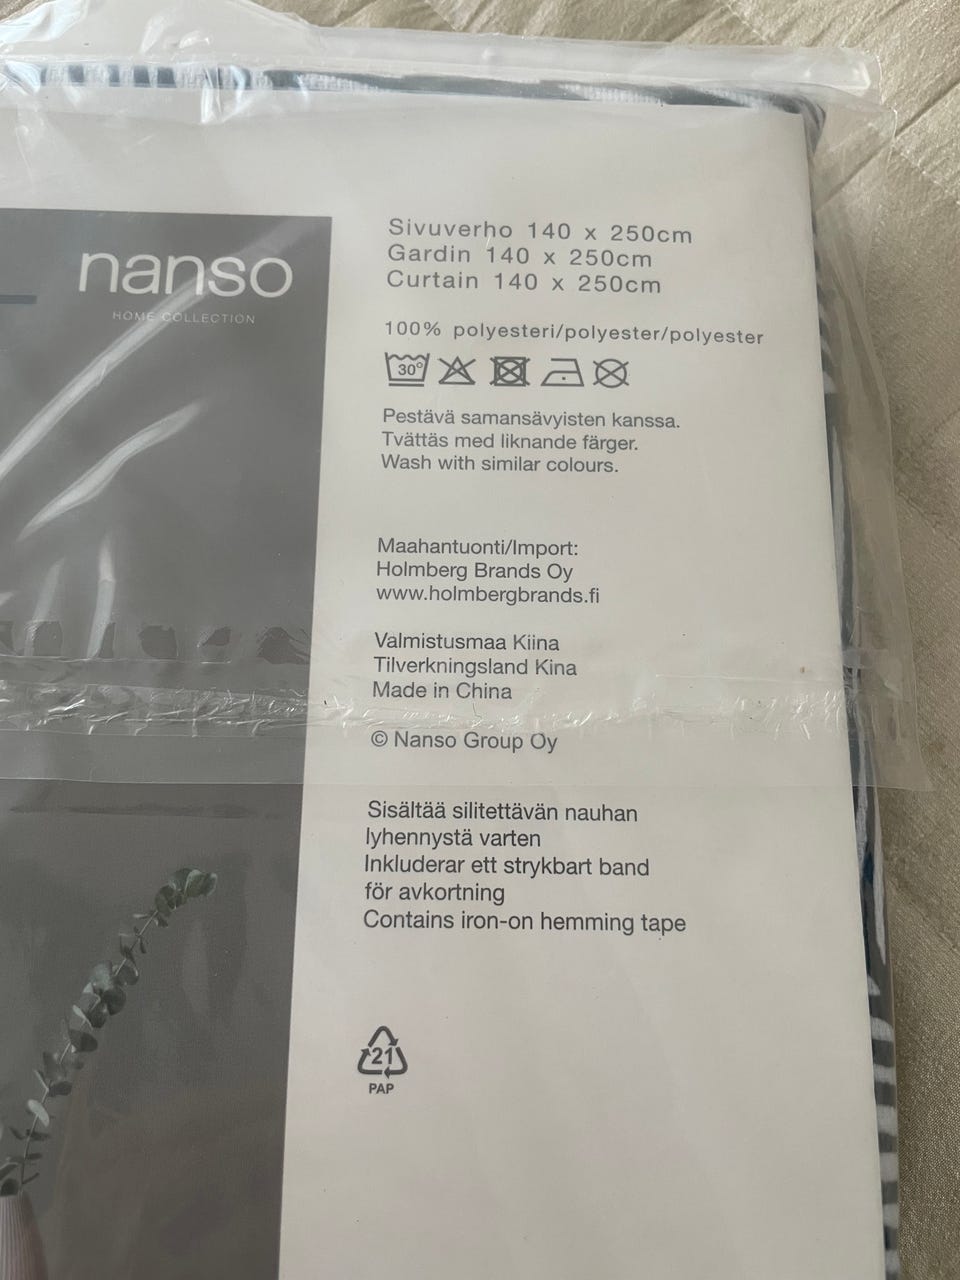 nanso
HOME COLLECTION
Sivuverho 140 x 250cm
Gardin 140 x 250cm
Curtain 140 x 250cm
100% polyesteri/polyester/polyester
30°
Pestävä samansävyisten kanssa.
Tvättäs med liknande färger.
Wash with similar colours.
Maahantuonti/Import:
Holmberg Brands Oy
www.holmbergbrands.fi
Valmistusmaa Kiina
Tilverkningsland Kina
Made in China
© Nanso Group Oy
Sisältää silitettävän nauhan
lyhennystä varten
Inkluderar ett strykbart band
för avkortning
Contains iron-on hemming tape
21
PAP